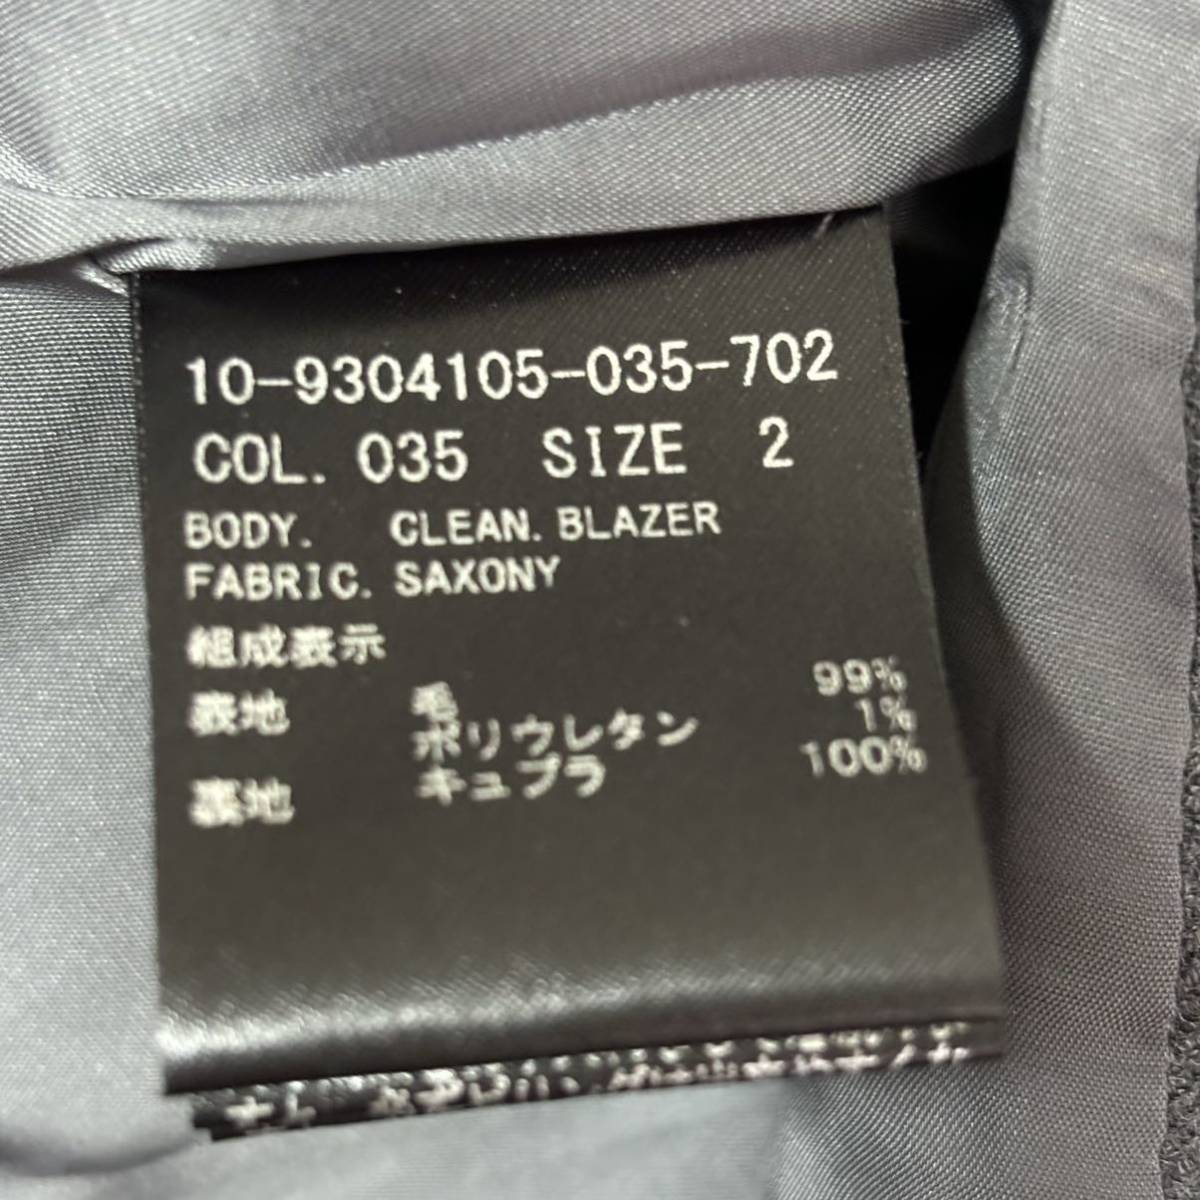 10-9304105-035-702
COL. 035 SIZE 2
BODY. CLEAN. BLAZER
FABRIC. SAXONY
組成表示
表地 毛 99%
ポリウレタン 1%
裏地 キュプラ 100%